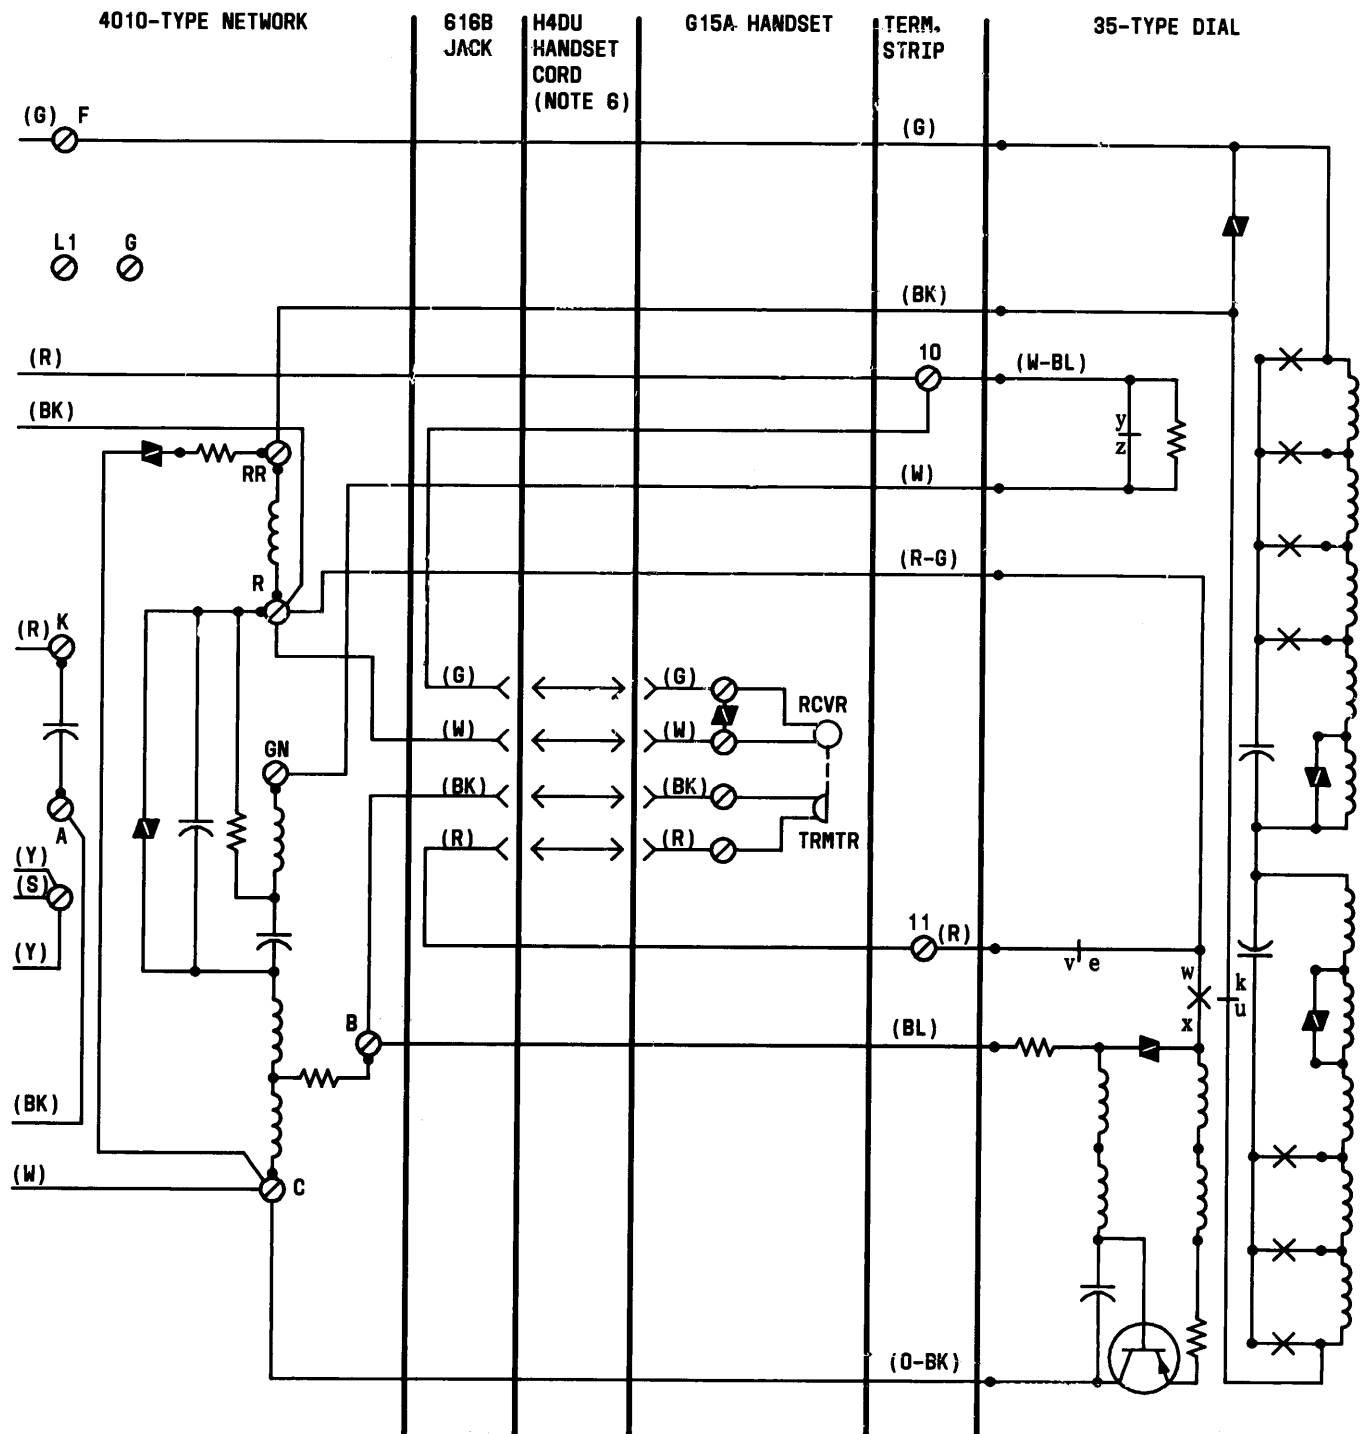 4010-TYPE NETWORK
616B
JACK
H4DU
HANDSET
CORD
(NOTE 6)
G15A HANDSET
TERM.
STRIP
35-TYPE DIAL
(G) F
(G)
L1
G
(BK)
(R)
10
(W-BL)
(BK)
y
z
RR
(W)
(R-G)
R
(R) K
(G)
(G)
RCVR
(W)
(W)
GN
(BK)
(BK)
A
(R)
(R)
TRMTR
(Y)
(S)
11 (R)
(Y)
v e
w
k
u
x
B
(BL)
(BK)
(W)
C
(O-BK)